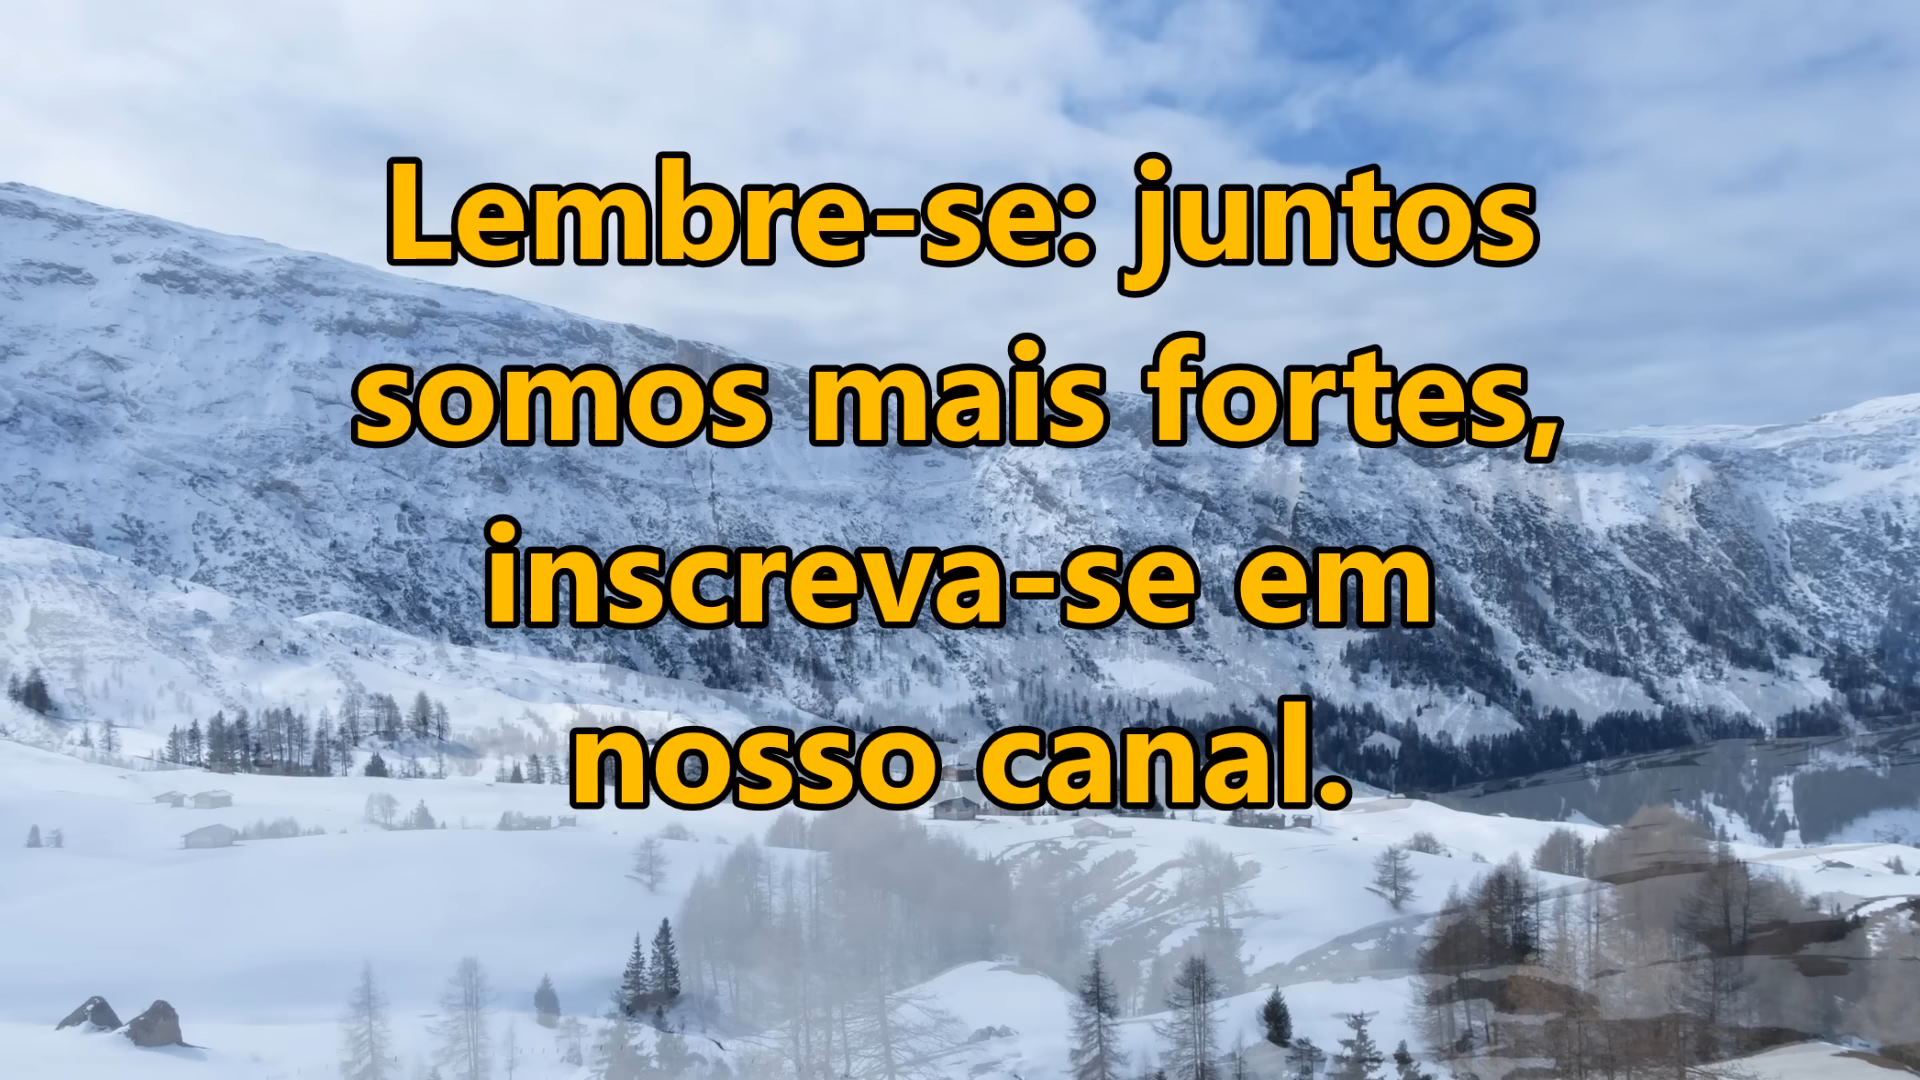 Lembre-se: juntos
somos mais fortes,
inscreva-se em
nosso canal.